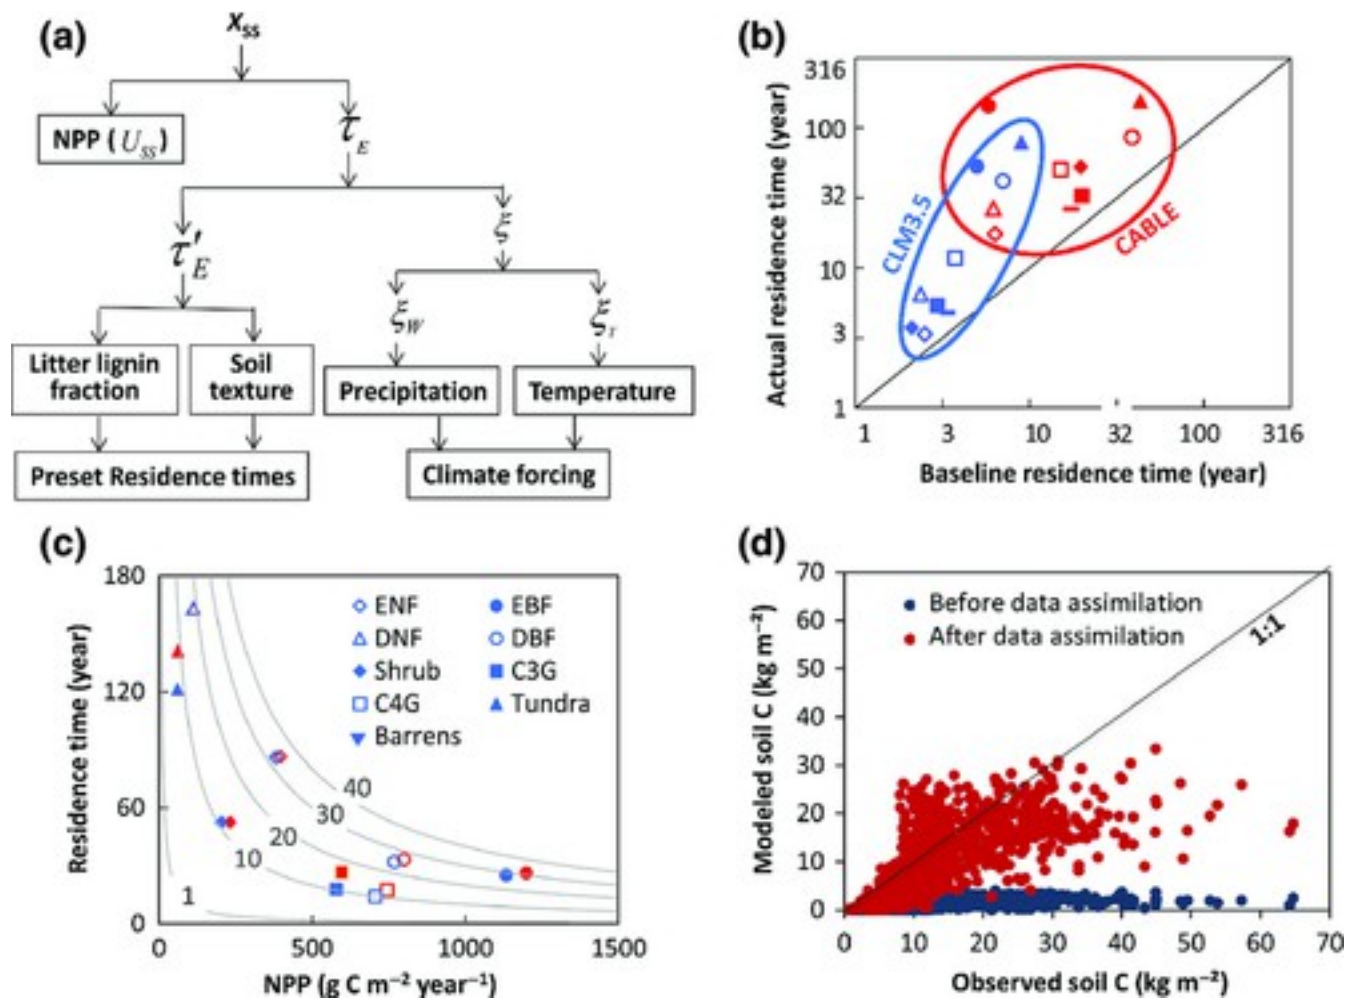 (a)
X_ss
NPP ( U_SS )
τ_E
τ'_E
ξ
ξ_W
ξ_T
Litter lignin
fraction
Soil
texture
Precipitation
Temperature
Preset Residence times
Climate forcing
(b)
Actual residence time (year)
316
100
32
10
3
1
CLM3.5
CABLE
1 3 10 32 100 316
Baseline residence time (year)
(c)
Residence time (year)
180
120
60
0
ENF EBF
DNF DBF
Shrub C3G
C4G Tundra
Barrens
40
30
20
10
1
500 1000 1500
NPP (g C m⁻² year⁻¹)
(d)
Modeled soil C (kg m⁻²)
70
60
50
40
30
20
10
0
Before data assimilation
After data assimilation
1:1
0 10 20 30 40 50 60 70
Observed soil C (kg m⁻²)